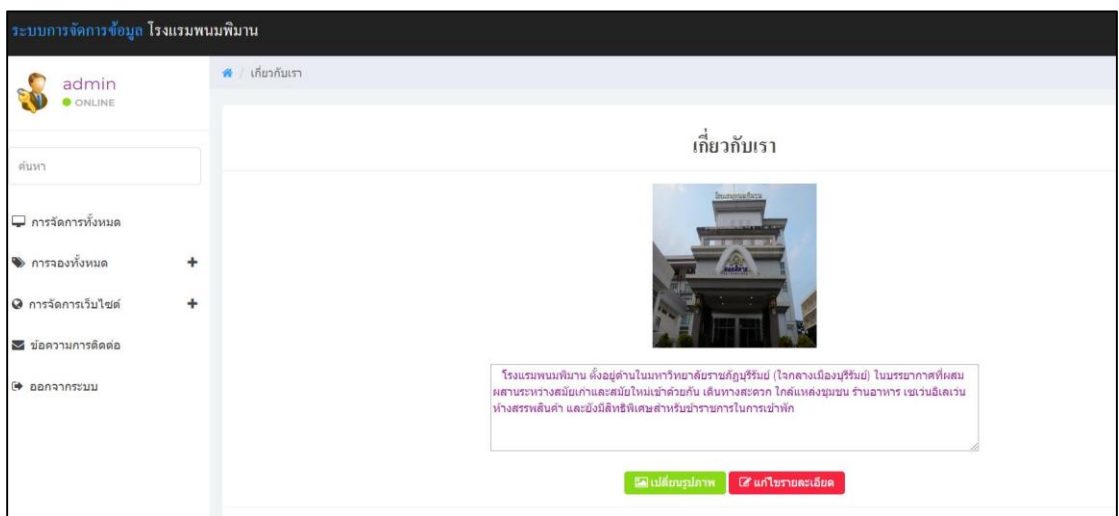 ระบบการจัดการข้อมูล โรงแรมพนมพิมาน
admin
ONLINE
ค้นหา
การจัดการทั้งหมด
การจองทั้งหมด +
การจัดการเว็บไซต์ +
ข้อความการติดต่อ
ออกจากระบบ
/ เกี่ยวกับเรา
เกี่ยวกับเรา
โรงแรมพนมพิมาน
โรงแรมพนมพิมาน ตั้งอยู่ด้านในมหาวิทยาลัยราชภัฏบุรีรัมย์ (ใจกลางเมืองบุรีรัมย์) ในบรรยากาศที่ผสม
ผสานระหว่างสมัยเก่าและสมัยใหม่เข้าด้วยกัน เดินทางสะดวก ใกล้แหล่งชุมชน ร้านอาหาร เซเว่นอีเลเว่น
ห้างสรรพสินค้า และยังมีสิทธิพิเศษสำหรับข้าราชการในการเข้าพัก
เปลี่ยนรูปภาพ
แก้ไขรายละเอียด